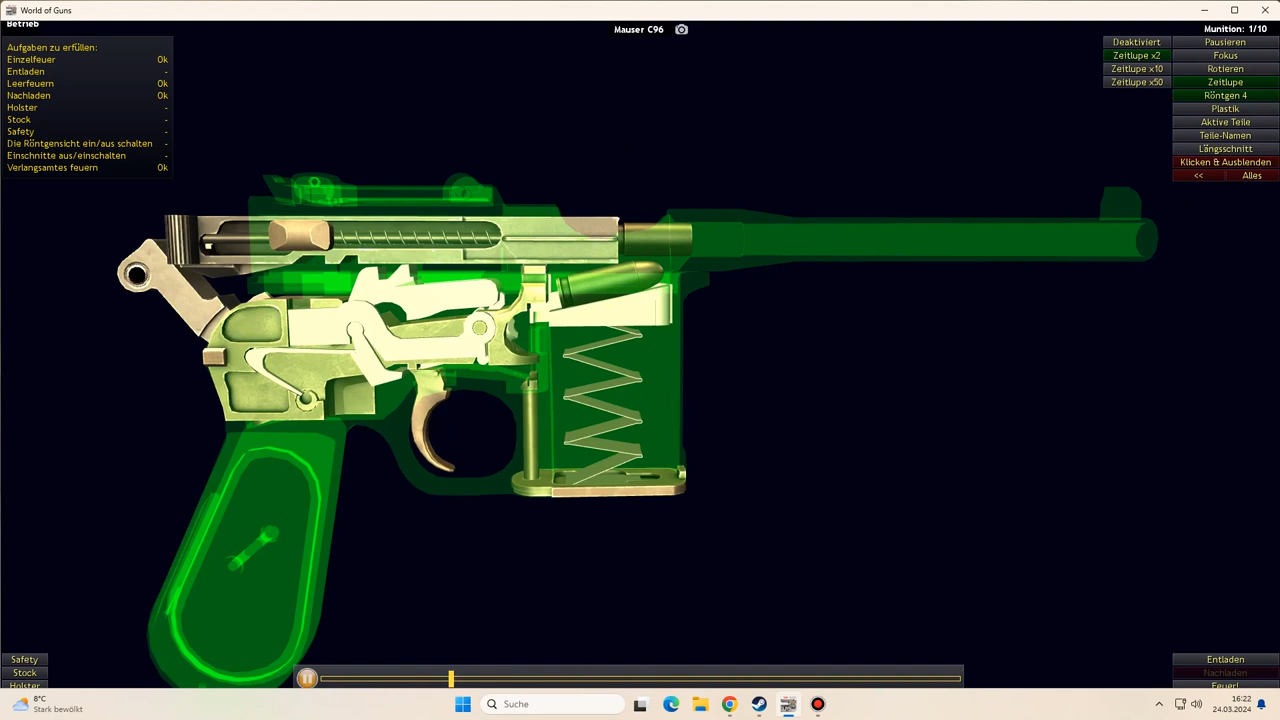 World of Guns
Betrieb
Mauser C96
Munition: 1/10
Aufgaben zu erfüllen:
Einzelfeuer Ok
Entladen -
Leerfeuern Ok
Nachladen Ok
Holster -
Stock -
Safety -
Die Röntgensicht ein/aus schalten -
Einschnitte aus/einschalten -
Verlangsamtes feuern Ok
Deaktiviert
Zeitlupe x2
Zeitlupe x10
Zeitlupe x50
Pausieren
Fokus
Rotieren
Zeitlupe
Röntgen 4
Plastik
Aktive Teile
Teile-Namen
Längsschnitt
Klicken & Ausblenden
<< Alles
Safety
Stock
Holster
Entladen
Nachladen
Feuer!
8°C
Stark bewölkt
Suche
16:22
24.03.2024